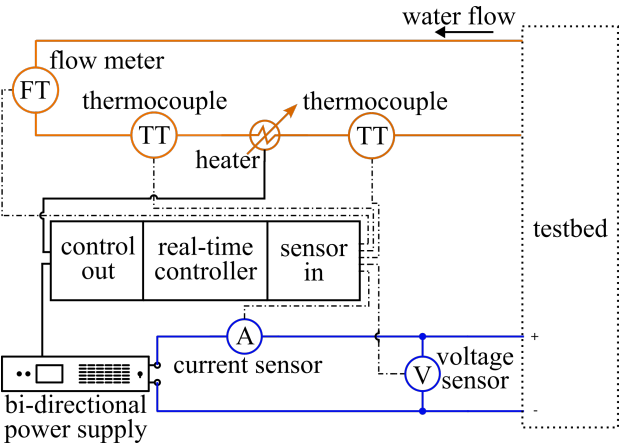 water flow
flow meter
FT
thermocouple
thermocouple
TT
TT
heater
control
out
real-time
controller
sensor
in
testbed
+
A
current sensor
voltage
sensor
V
-
bi-directional
power supply